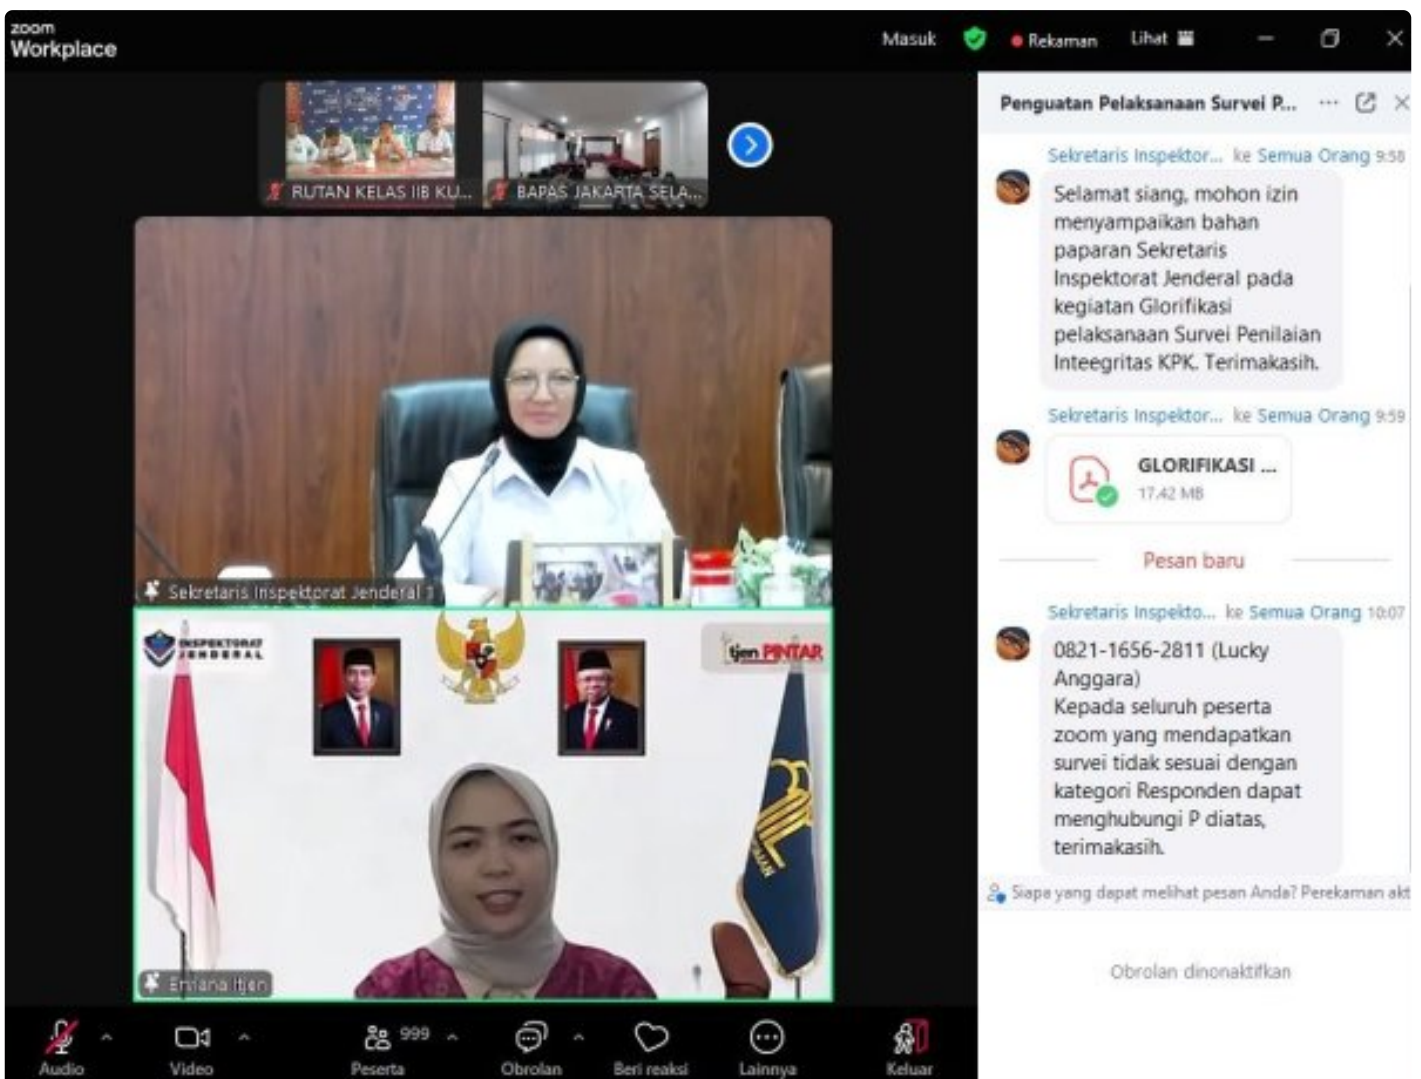 zoom
Workplace
Masuk
Rekaman
Lihat
RUTAN KELAS IIB KU...
BAPAS JAKARTA SELA...
Sekretaris Inspektorat Jenderal 1
INSPEKTORAT
JENDERAL
Itjen PINTAR
Erviana Itjen
Audio
Video
999
Peserta
Obrolan
Beri reaksi
Lainnya
Keluar
Penguatan Pelaksanaan Survei P...
Sekretaris Inspektor... ke Semua Orang 9:58
Selamat siang, mohon izin
menyampaikan bahan
paparan Sekretaris
Inspektorat Jenderal pada
kegiatan Glorifikasi
pelaksanaan Survei Penilaian
Inteegritas KPK. Terimakasih.
Sekretaris Inspektor... ke Semua Orang 9:59
GLORIFIKASI ...
17.42 MB
Pesan baru
Sekretaris Inspekto... ke Semua Orang 10:07
0821-1656-2811 (Lucky
Anggara)
Kepada seluruh peserta
zoom yang mendapatkan
survei tidak sesuai dengan
kategori Responden dapat
menghubungi P diatas,
terimakasih.
Siapa yang dapat melihat pesan Anda? Perekaman akt
Obrolan dinonaktifkan